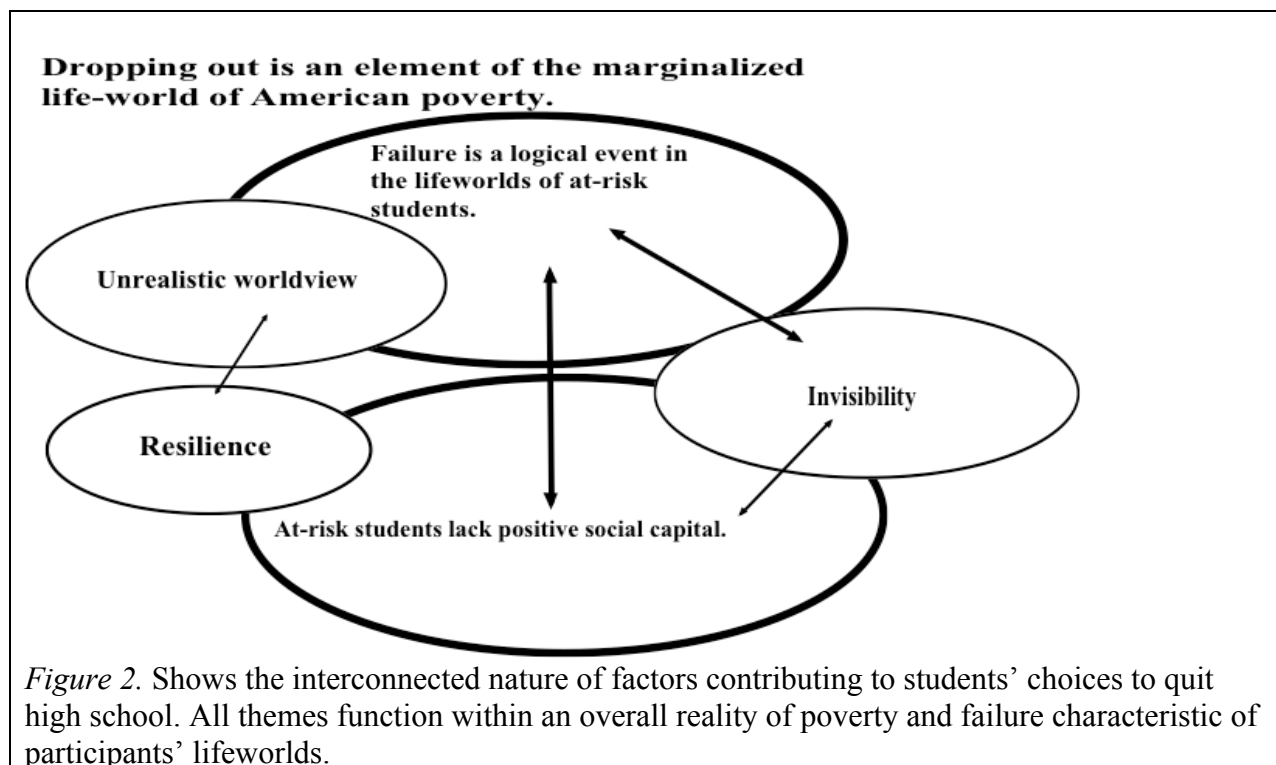 Dropping out is an element of the marginalized
life-world of American poverty.
Failure is a logical event in
the lifeworlds of at-risk
students.
Unrealistic worldview
Invisibility
Resilience
At-risk students lack positive social capital.
Figure 2. Shows the interconnected nature of factors contributing to students’ choices to quit
high school. All themes function within an overall reality of poverty and failure characteristic of
participants’ lifeworlds.